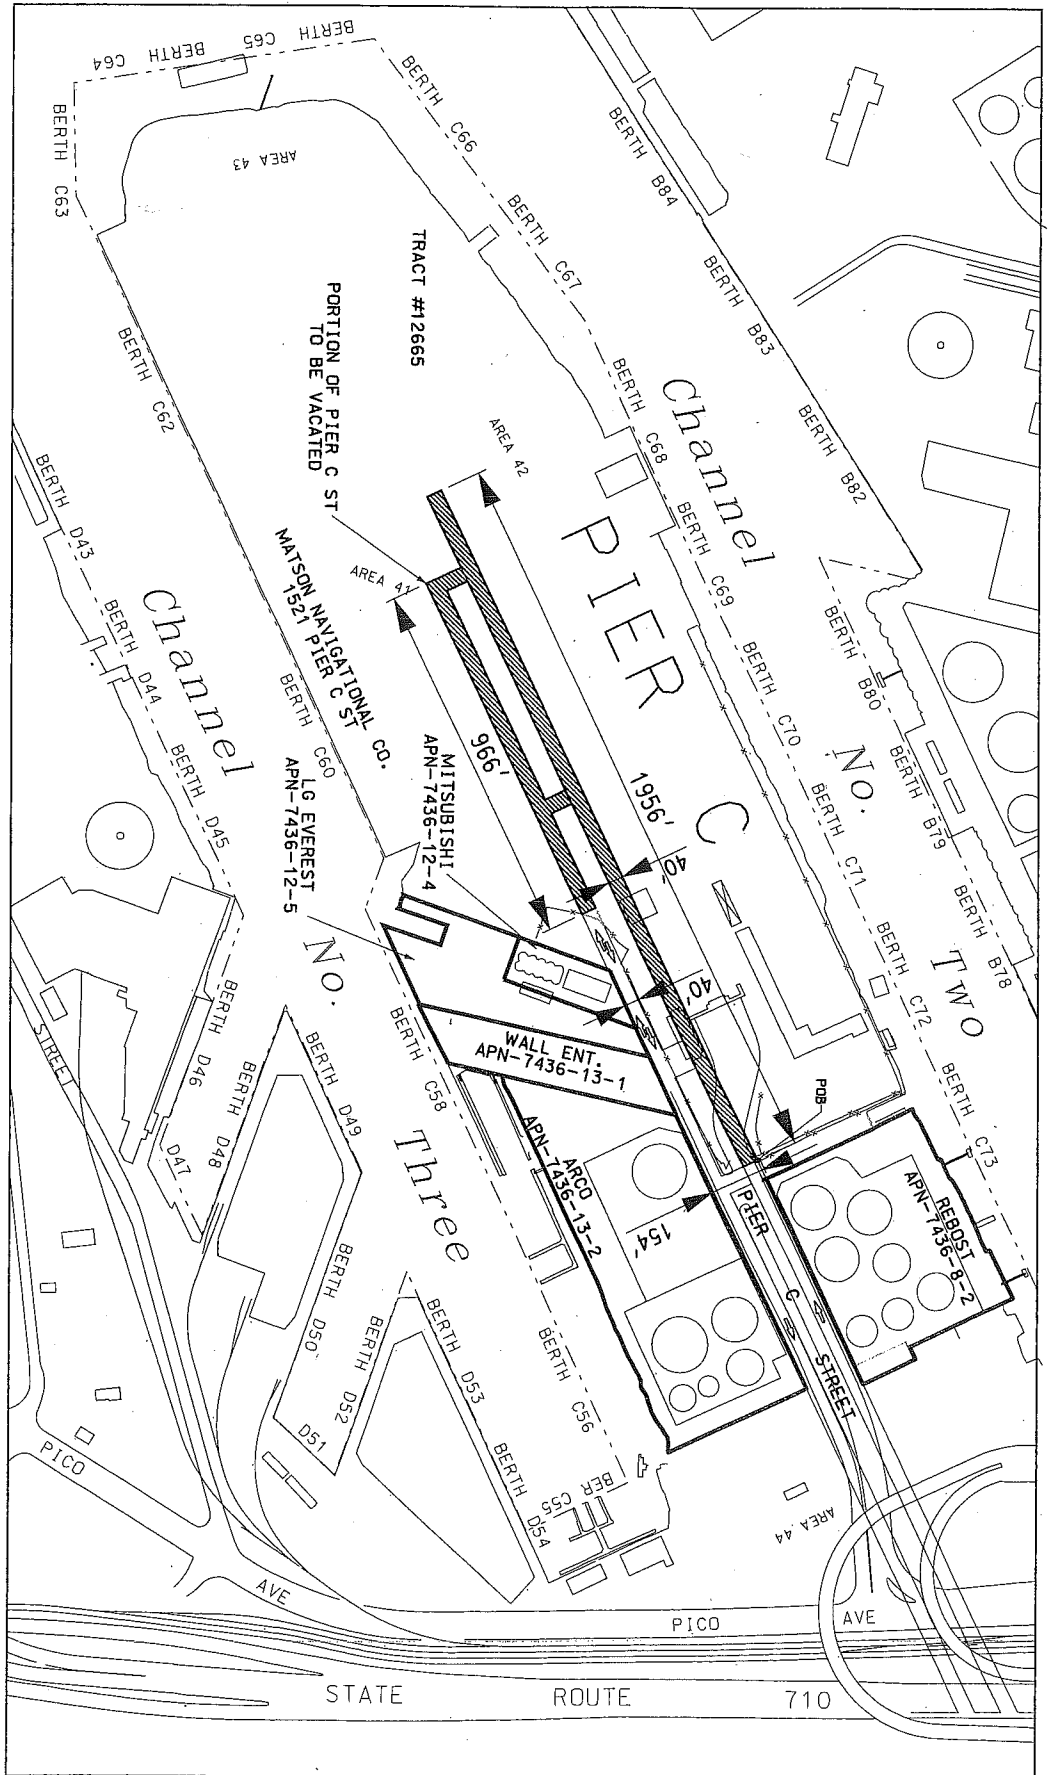 BERTH C65
BERTH C64
BERTH C63
BERTH C66
BERTH C67
BERTH C68
BERTH C69
BERTH C70
BERTH C71
BERTH C72
BERTH C73
BERTH B84
BERTH B83
BERTH B82
BERTH B80
BERTH B79
BERTH B78
AREA 43
TRACT #12665
PORTION OF PIER C ST
TO BE VACATED
AREA 42
AREA 41
Channel
No.
Two
PIER C
1956'
966'
40'
40'
154'
POB
MATSON NAVIGATIONAL CO.
1521 PIER C ST
MITSUBISHI
APN-7436-12-4
LG EVEREST
APN-7436-12-5
WALL ENT.
APN-7436-13-1
ARCO
APN-7436-13-2
REBOST
APN-7436-8-2
PIER C STREET
BERTH C62
BERTH C60
BERTH C58
BERTH C56
BER C55
Channel
No.
Three
BERTH D43
BERTH D44
BERTH D45
BERTH D46
D47
BERTH D48
BERTH D49
BERTH D50
D51
BERTH D52
BERTH D53
BERTH D54
STREET
AREA 44
PICO
AVE
PICO AVE
STATE ROUTE 710